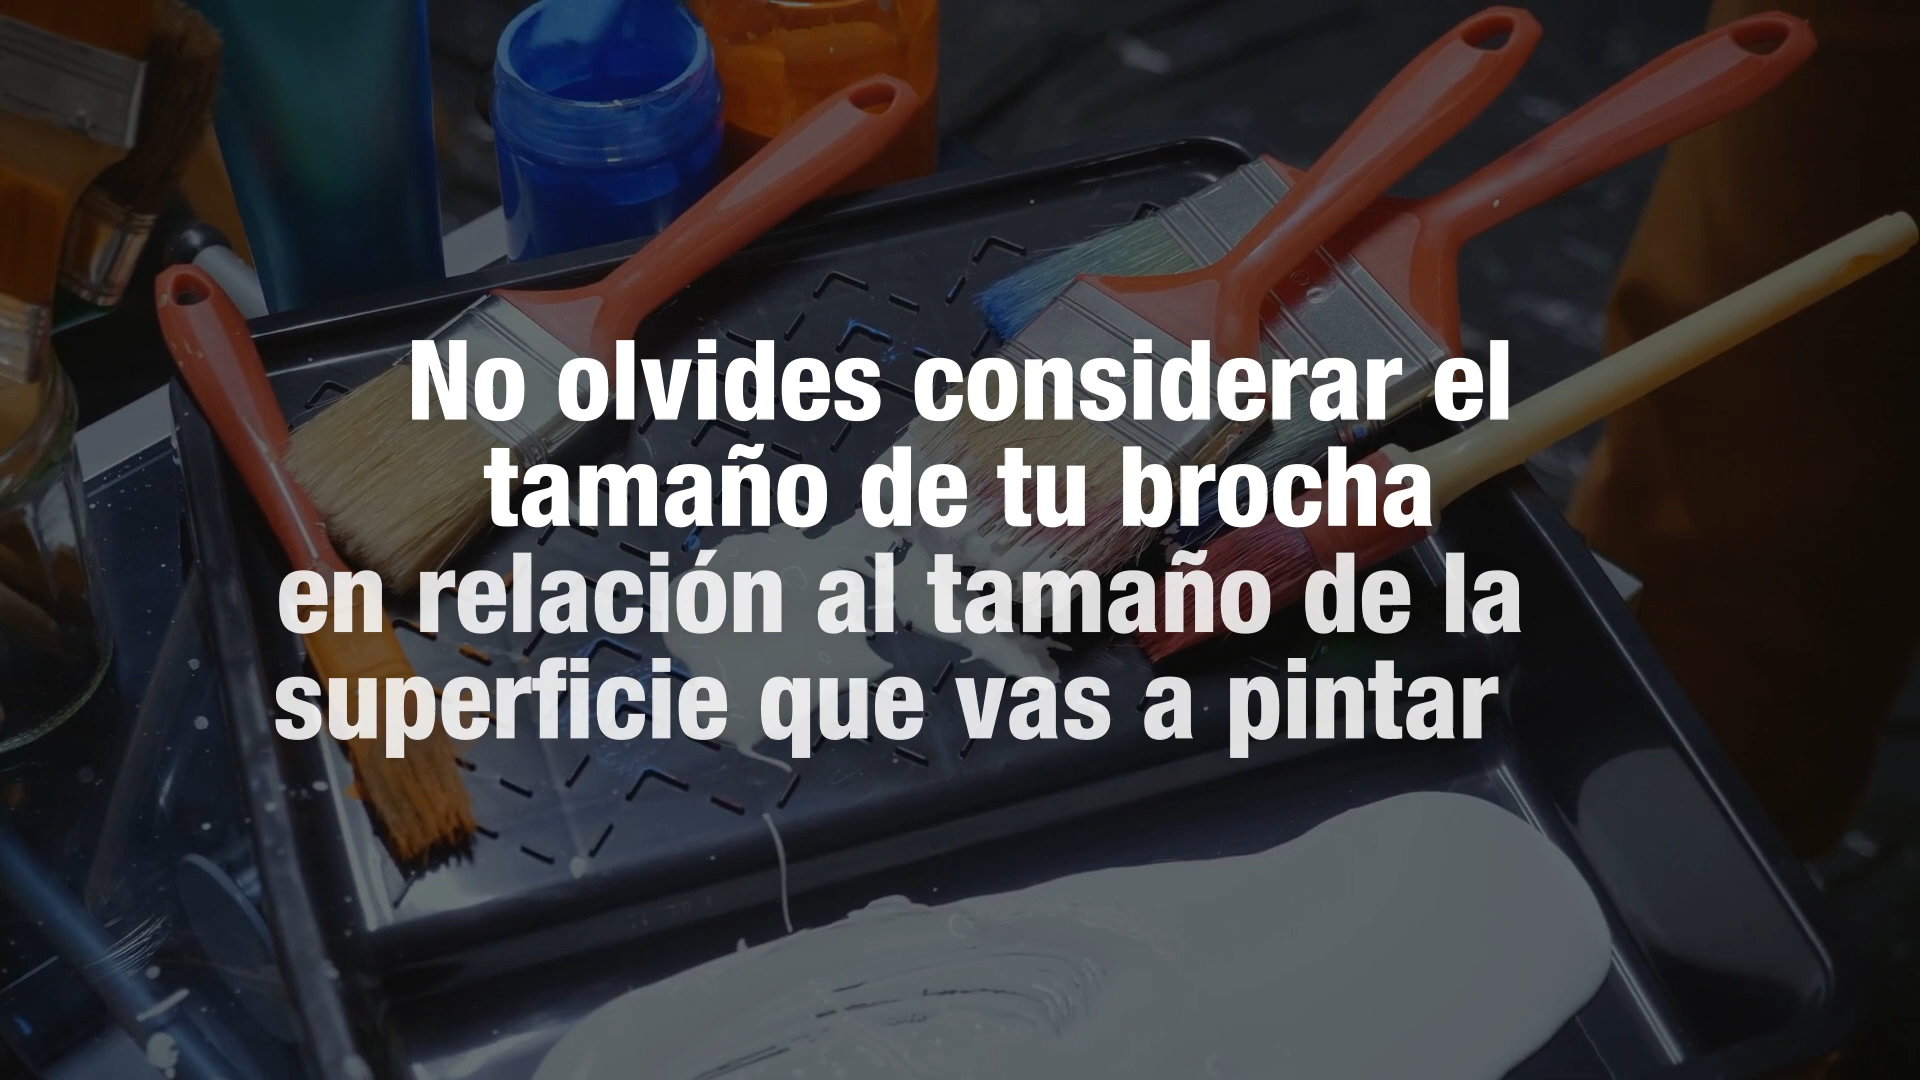 No olvides considerar el
tamaño de tu brocha
en relación al tamaño de la
superficie que vas a pintar